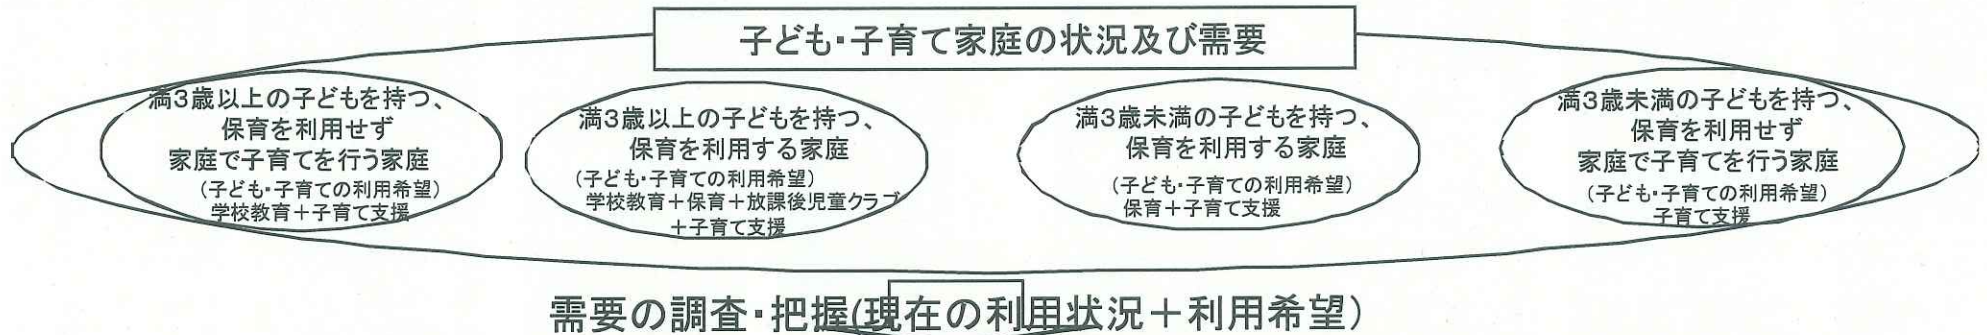 子ども・子育て家庭の状況及び需要
満3歳以上の子どもを持つ、
保育を利用せず
家庭で子育てを行う家庭
(子ども・子育ての利用希望)
学校教育＋子育て支援
満3歳以上の子どもを持つ、
保育を利用する家庭
(子ども・子育ての利用希望)
学校教育＋保育＋放課後児童クラブ
＋子育て支援
満3歳未満の子どもを持つ、
保育を利用する家庭
(子ども・子育ての利用希望)
保育＋子育て支援
満3歳未満の子どもを持つ、
保育を利用せず
家庭で子育てを行う家庭
(子ども・子育ての利用希望)
子育て支援
需要の調査・把握(現在の利用状況＋利用希望)